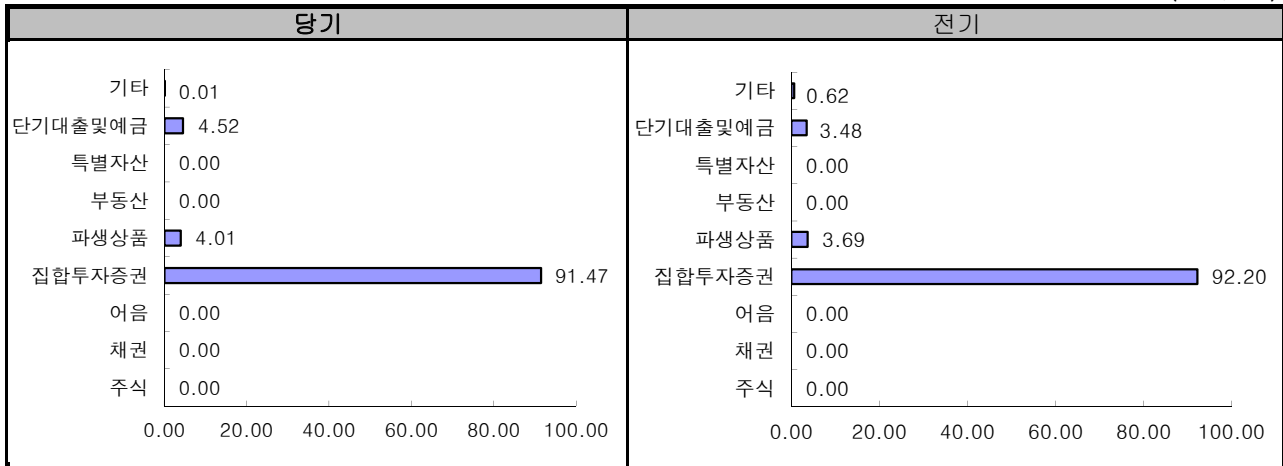 당기
기타 0.01
단기대출및예금 4.52
특별자산 0.00
부동산 0.00
파생상품 4.01
집합투자증권 91.47
어음 0.00
채권 0.00
주식 0.00
0.00 20.00 40.00 60.00 80.00 100.00
전기
기타 0.62
단기대출및예금 3.48
특별자산 0.00
부동산 0.00
파생상품 3.69
집합투자증권 92.20
어음 0.00
채권 0.00
주식 0.00
0.00 20.00 40.00 60.00 80.00 100.00